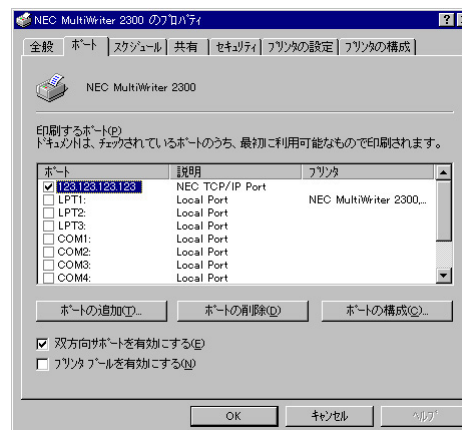 NEC MultiWriter 2300 のﾌﾟﾛﾊﾟﾃｨ
全般 ﾎﾟｰﾄ ｽｹｼﾞｭｰﾙ 共有 ｾｷｭﾘﾃｨ ﾌﾟﾘﾝﾀの設定 ﾌﾟﾘﾝﾀの構成
NEC MultiWriter 2300
印刷するﾎﾟｰﾄ(P)
ﾄﾞｷｭﾒﾝﾄは、ﾁｪｯｸされているﾎﾟｰﾄのうち、最初に利用可能なもので印刷されます。
ﾎﾟｰﾄ 説明 ﾌﾟﾘﾝﾀ
123.123.123.123 NEC TCP/IP Port
LPT1: Local Port NEC MultiWriter 2300,...
LPT2: Local Port
LPT3: Local Port
COM1: Local Port
COM2: Local Port
COM3: Local Port
COM4: Local Port
ﾎﾟｰﾄの追加(T)... ﾎﾟｰﾄの削除(D) ﾎﾟｰﾄの構成(C)...
双方向ｻﾎﾟｰﾄを有効にする(E)
ﾌﾟﾘﾝﾀ ﾌﾟｰﾙを有効にする(N)
OK ｷｬﾝｾﾙ ﾍﾙﾌﾟ